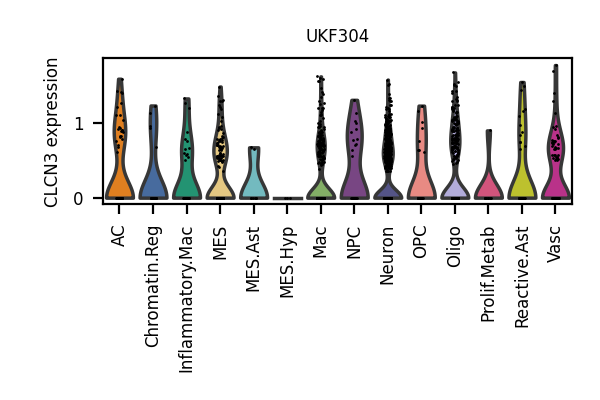 UKF304
CLCN3 expression
1
0
AC
Chromatin.Reg
Inflammatory.Mac
MES
MES.Ast
MES.Hyp
Mac
NPC
Neuron
OPC
Oligo
Prolif.Metab
Reactive.Ast
Vasc